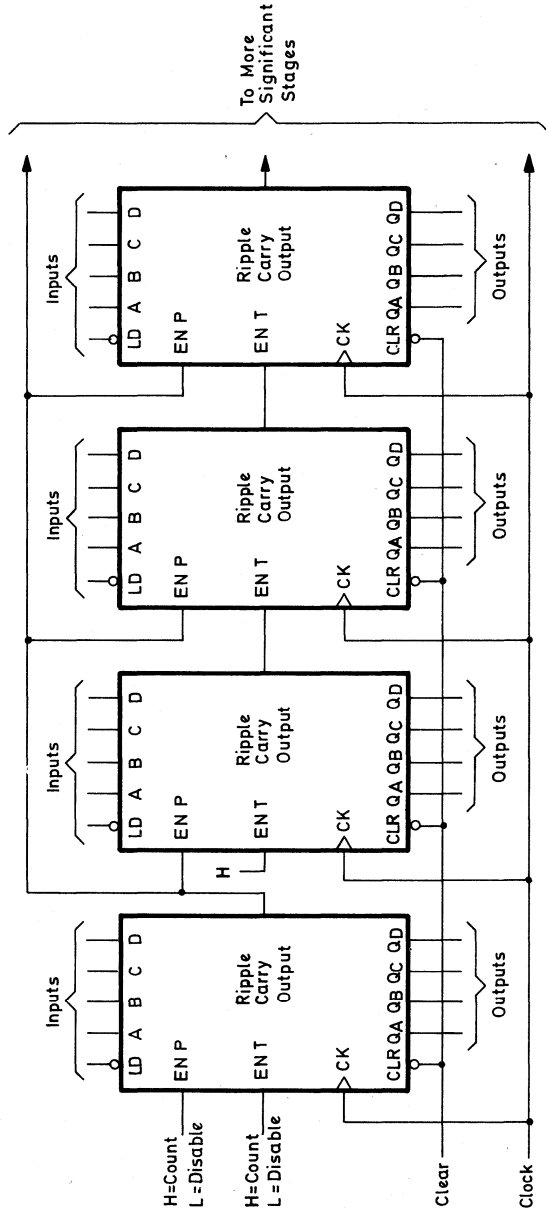 H=Count
L=Disable
H=Count
L=Disable
Clear
Clock
Inputs
LD A B C D
EN P
EN T
Ripple
Carry
Output
CK
CLR QA QB QC QD
Outputs
H
Inputs
LD A B C D
EN P
EN T
Ripple
Carry
Output
CK
CLR QA QB QC QD
Outputs
Inputs
LD A B C D
EN P
EN T
Ripple
Carry
Output
CK
CLR QA QB QC QD
Outputs
Inputs
LD A B C D
EN P
EN T
Ripple
Carry
Output
CK
CLR QA QB QC QD
Outputs
To More
Significant
Stages